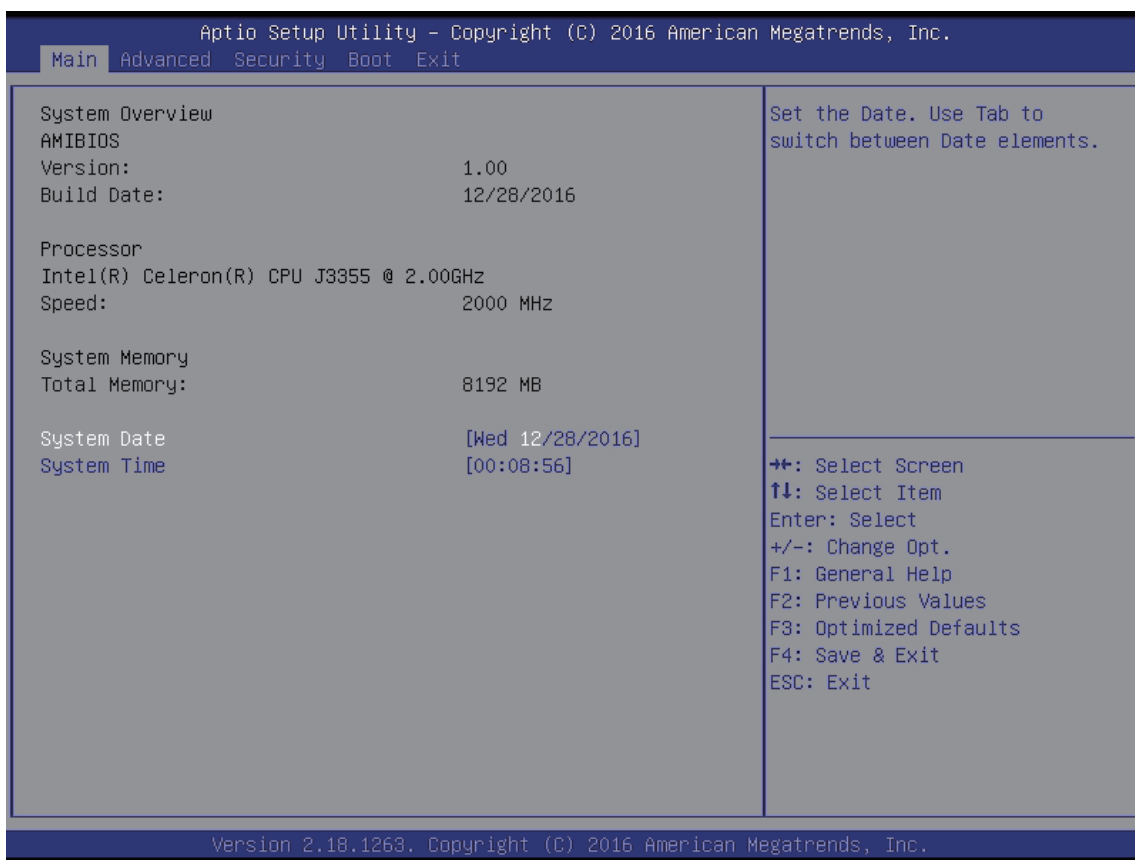 Aptio Setup Utility – Copyright (C) 2016 American Megatrends, Inc.
Main Advanced Security Boot Exit
System Overview
AMIBIOS
Version: 1.00
Build Date: 12/28/2016
Processor
Intel(R) Celeron(R) CPU J3355 @ 2.00GHz
Speed: 2000 MHz
System Memory
Total Memory: 8192 MB
System Date [Wed 12/28/2016]
System Time [00:08:56]
Set the Date. Use Tab to
switch between Date elements.
→←: Select Screen
↑↓: Select Item
Enter: Select
+/-: Change Opt.
F1: General Help
F2: Previous Values
F3: Optimized Defaults
F4: Save & Exit
ESC: Exit
Version 2.18.1263. Copyright (C) 2016 American Megatrends, Inc.